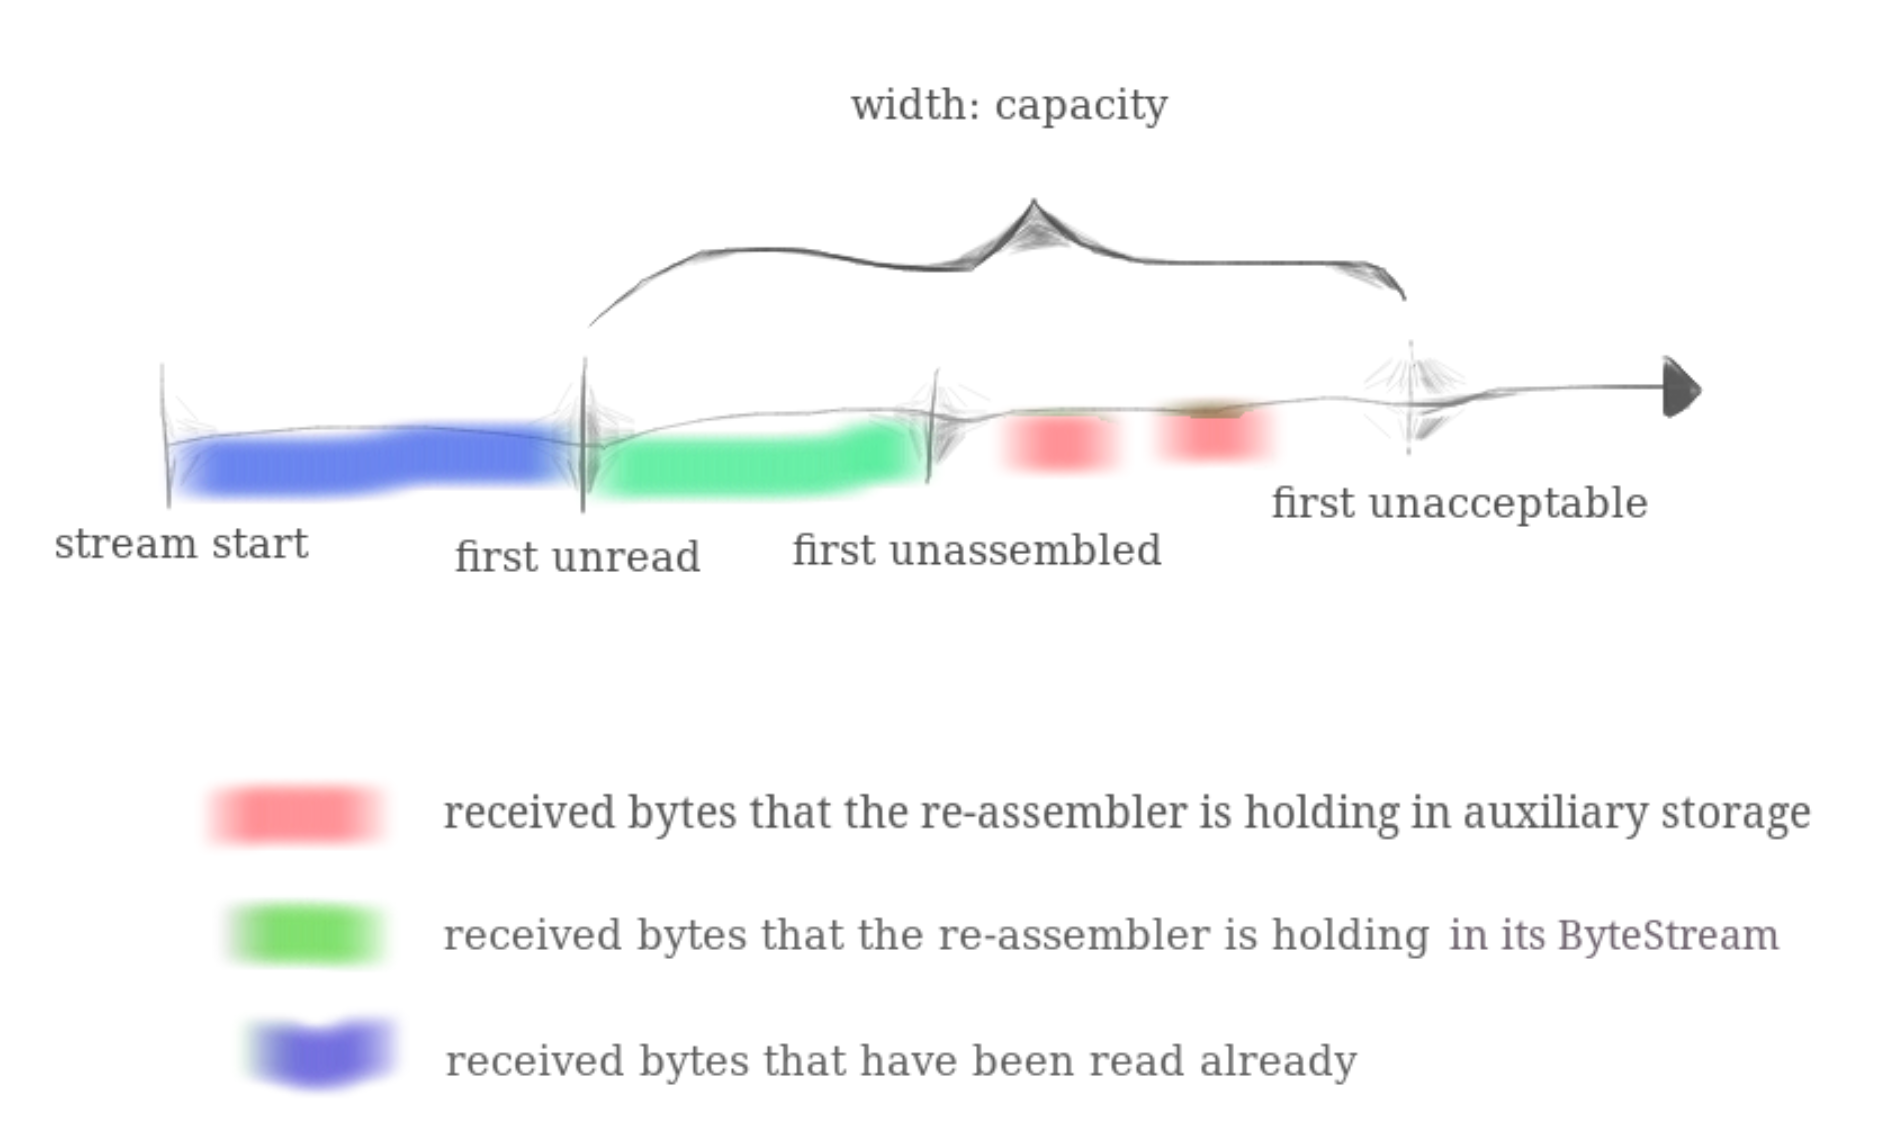 width: capacity
stream start
first unread
first unassembled
first unacceptable
received bytes that the re-assembler is holding in auxiliary storage
received bytes that the re-assembler is holding in its ByteStream
received bytes that have been read already